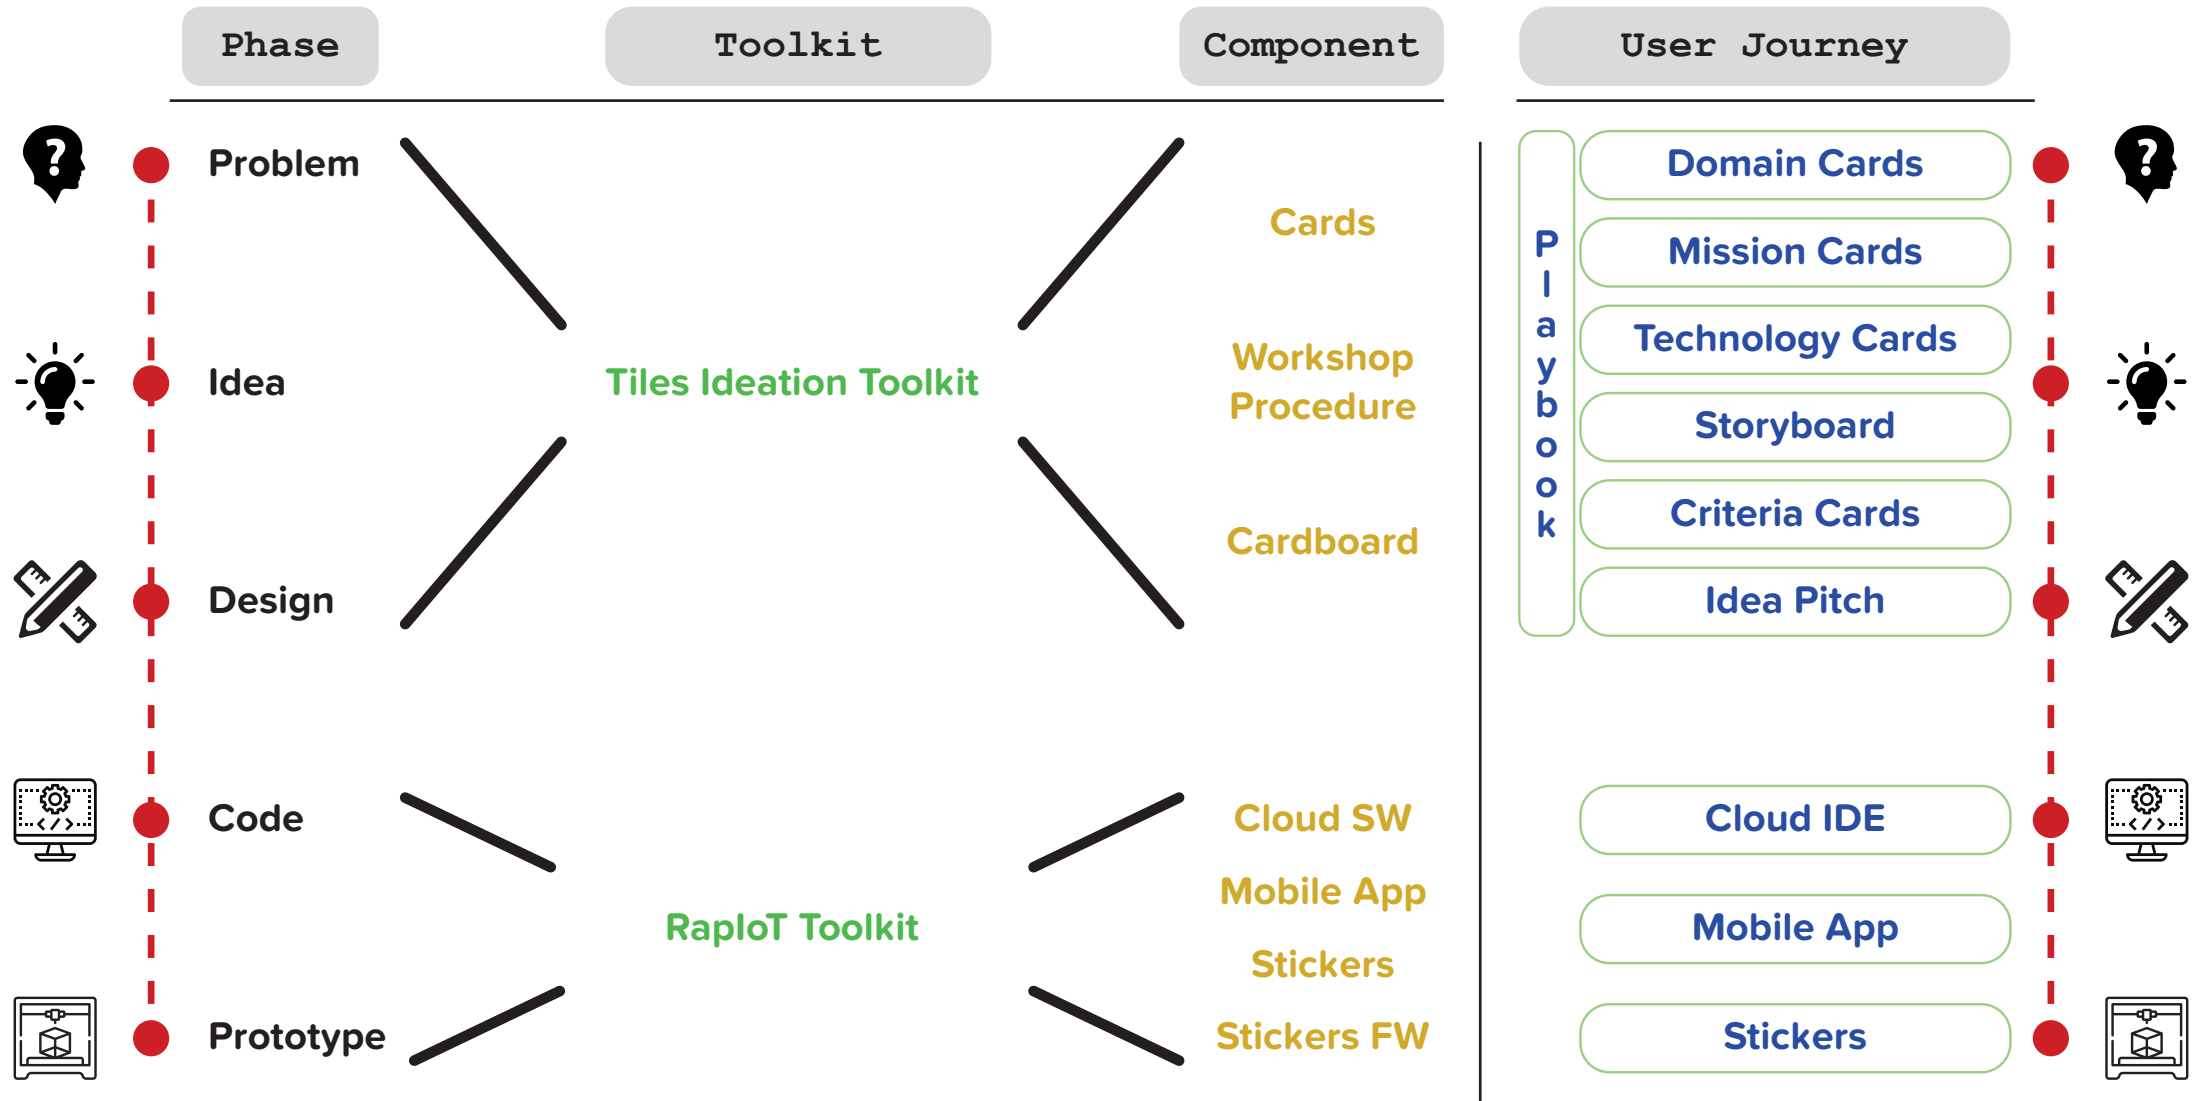 Phase
Toolkit
Component
User Journey
Problem
Idea
Design
Code
Prototype
Tiles Ideation Toolkit
RapIoT Toolkit
Cards
Workshop
Procedure
Cardboard
Cloud SW
Mobile App
Stickers
Stickers FW
Playbook
Domain Cards
Mission Cards
Technology Cards
Storyboard
Criteria Cards
Idea Pitch
Cloud IDE
Mobile App
Stickers